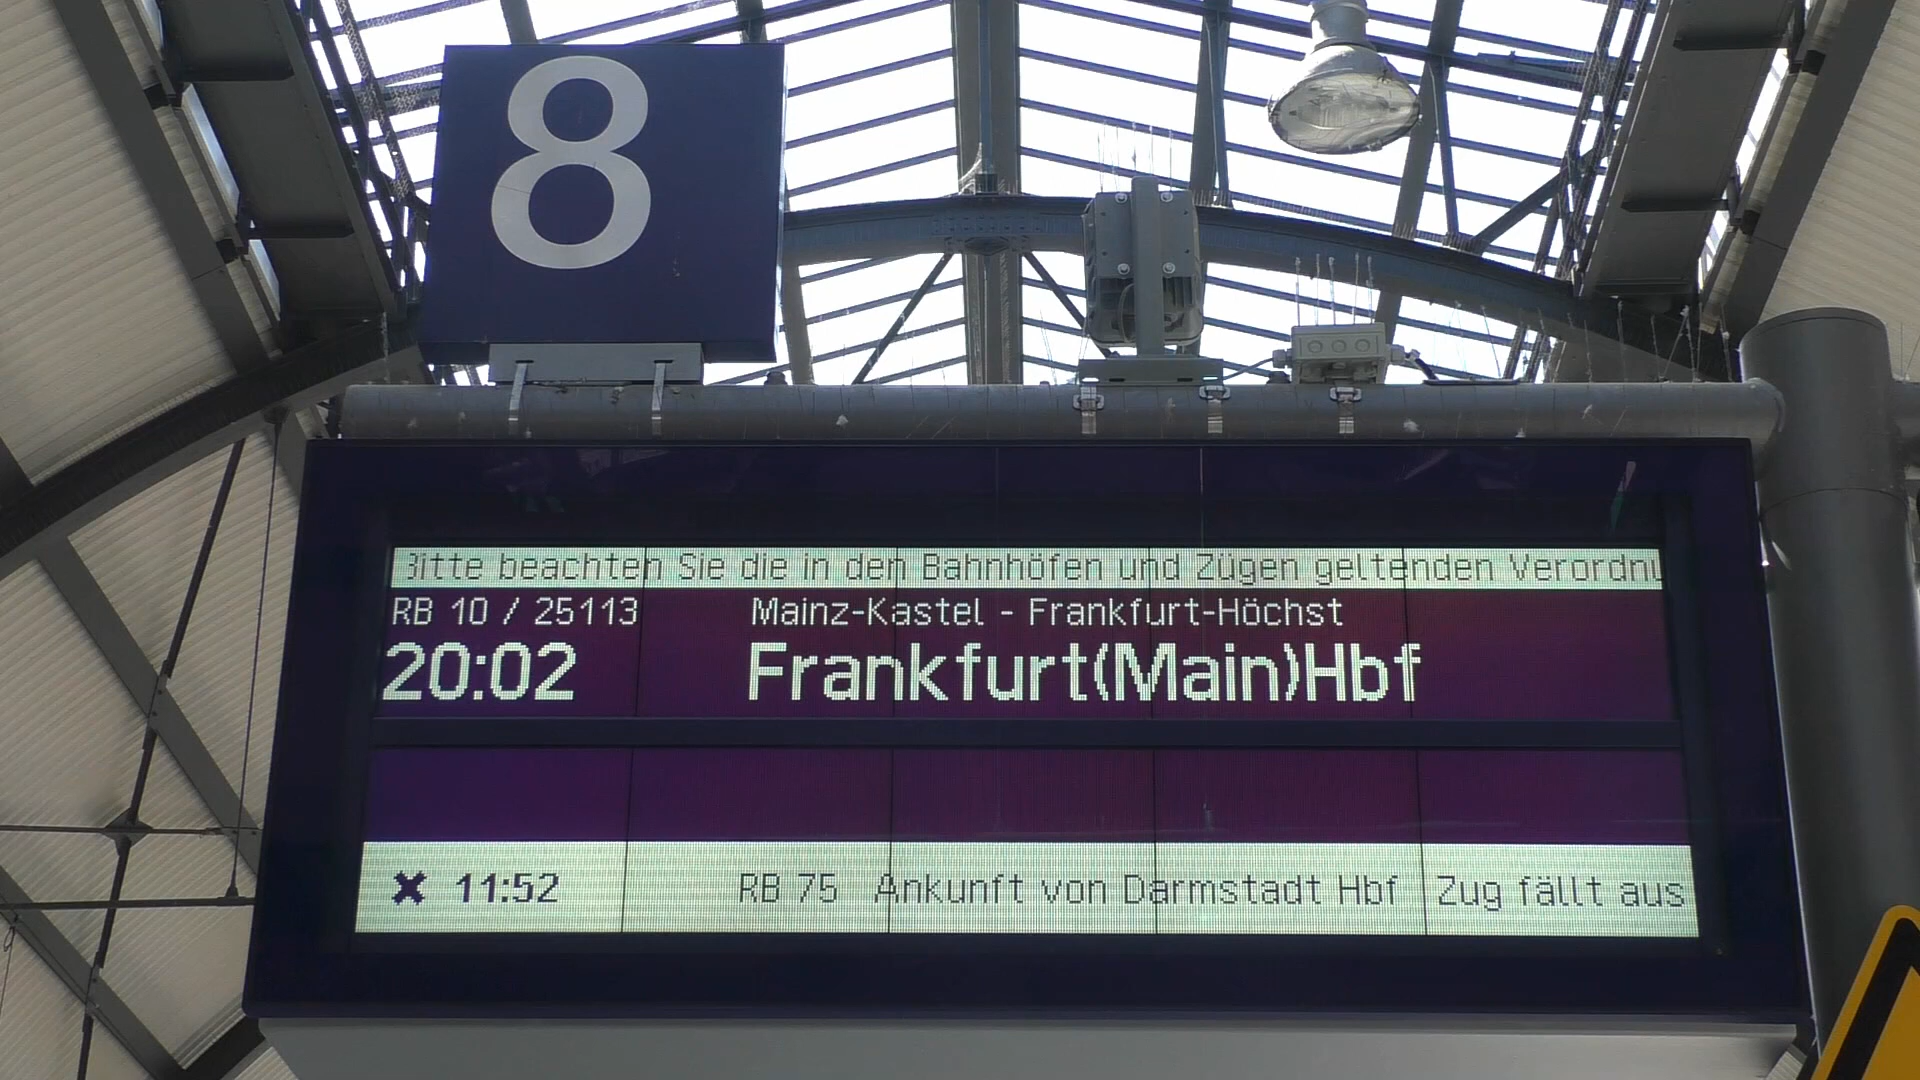 8
Bitte beachten Sie die in den Bahnhöfen und Zügen geltenden Verordnu
RB 10 / 25113 Mainz-Kastel - Frankfurt-Höchst
20:02 Frankfurt(Main)Hbf
✖ 11:52 RB 75 Ankunft von Darmstadt Hbf Zug fällt aus